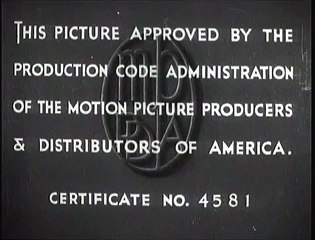 THIS PICTURE APPROVED BY THE
PRODUCTION CODE ADMINISTRATION
OF THE MOTION PICTURE PRODUCERS
& DISTRIBUTORS OF AMERICA.
CERTIFICATE NO. 4581